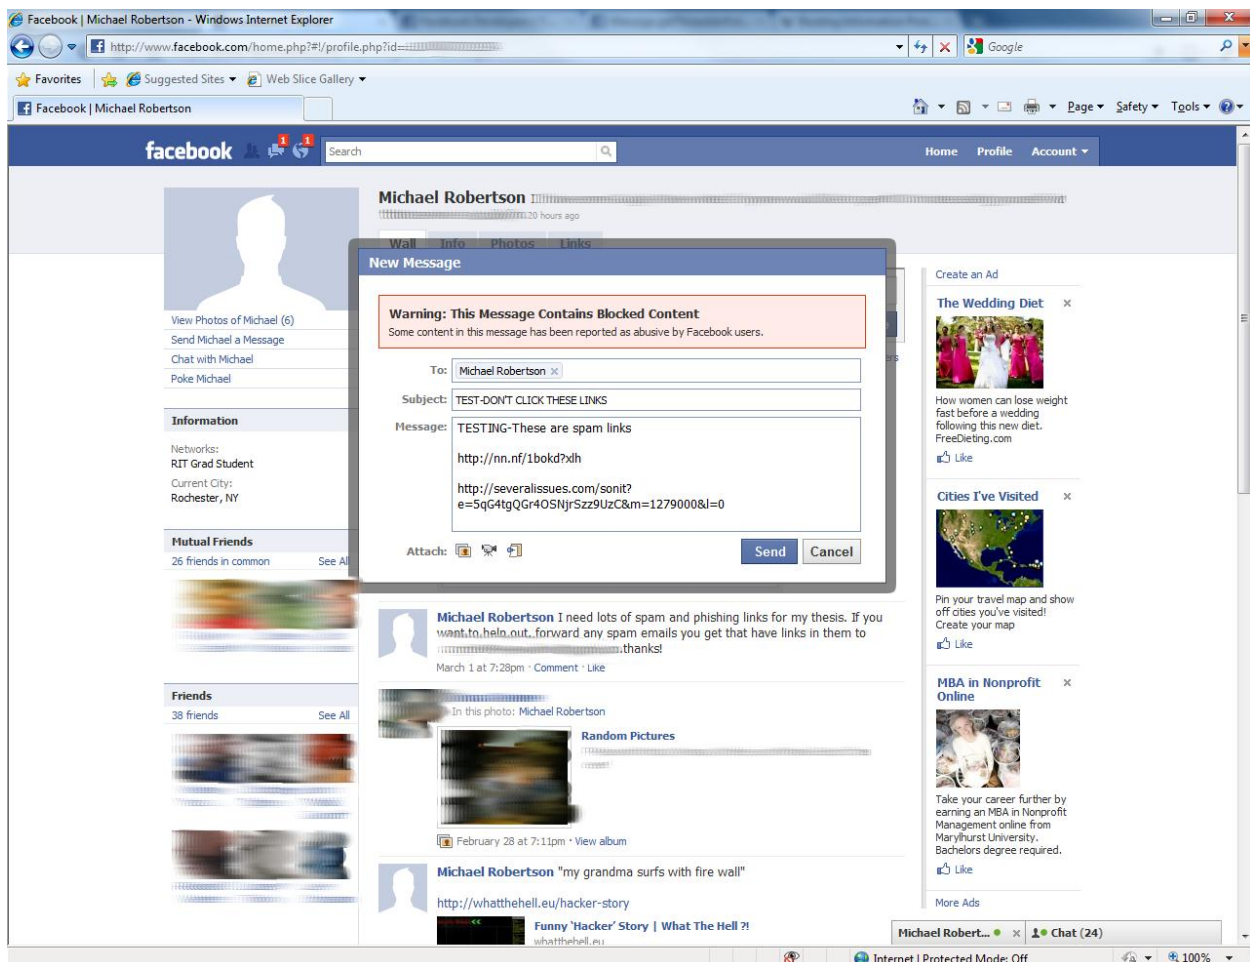 Facebook | Michael Robertson - Windows Internet Explorer
http://www.facebook.com/home.php?#!/profile.php?id=
Google
Favorites
Suggested Sites
Web Slice Gallery
Facebook | Michael Robertson
Page Safety Tools
facebook
1
1
Search
Home Profile Account
Michael Robertson
20 hours ago
Wall Info Photos Links
View Photos of Michael (6)
Send Michael a Message
Chat with Michael
Poke Michael
Information
Networks:
RIT Grad Student
Current City:
Rochester, NY
Mutual Friends
26 friends in common See All
Friends
38 friends See All
New Message
Warning: This Message Contains Blocked Content
Some content in this message has been reported as abusive by Facebook users.
To: Michael Robertson
Subject: TEST-DON'T CLICK THESE LINKS
Message: TESTING-These are spam links
http://nn.nf/1bokd?xlh
http://severalissues.com/sonit?
e=5qG4tgQGr4OSNjrSzz9UzC&m=1279000&l=0
Attach:
Send Cancel
Michael Robertson I need lots of spam and phishing links for my thesis. If you
want to help out, forward any spam emails you get that have links in them to
.thanks!
March 1 at 7:28pm · Comment · Like
In this photo: Michael Robertson
Random Pictures
February 28 at 7:11pm · View album
Michael Robertson "my grandma surfs with fire wall"
http://whatthehell.eu/hacker-story
Funny 'Hacker' Story | What The Hell ?!
whatthehell.eu
Create an Ad
The Wedding Diet
How women can lose weight
fast before a wedding
following this new diet.
FreeDieting.com
Like
Cities I've Visited
Pin your travel map and show
off cities you've visited!
Create your map
Like
MBA in Nonprofit
Online
Take your career further by
earning an MBA in Nonprofit
Management online from
Marylhurst University.
Bachelors degree required.
Like
More Ads
Michael Robert...
Chat (24)
Internet | Protected Mode: Off
100%